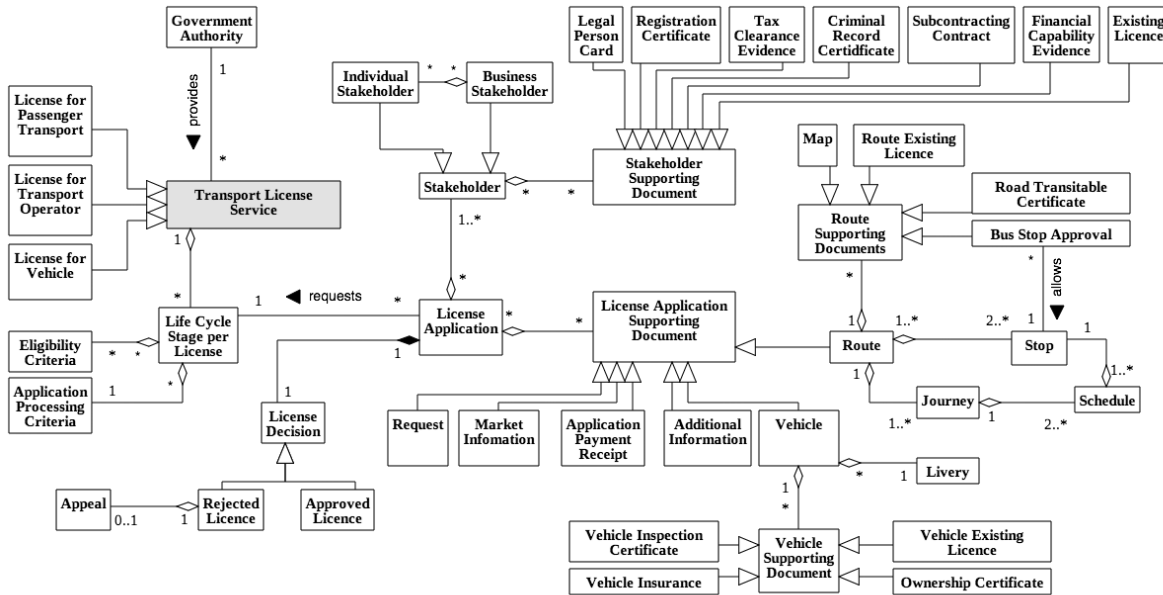 Government
Authority
1
provides
*
License for
Passenger
Transport
License for
Transport
Operator
License for
Vehicle
Transport License
Service
1
*
Individual
Stakeholder
*
*
Business
Stakeholder
Stakeholder
*
*
1..*
*
Legal
Person
Card
Registration
Certificate
Tax
Clearance
Evidence
Criminal
Record
Certidficate
Subcontracting
Contract
Financial
Capability
Evidence
Existing
Licence
Stakeholder
Supporting
Document
Map
Route Existing
Licence
Road Transitable
Certificate
Bus Stop Approval
Route
Supporting
Documents
*
1
*
allows
1
Life Cycle
Stage per
License
1
requests
*
License
Application
*
*
1
License Application
Supporting
Document
Route
1..*
2..*
Stop
1
1..*
Schedule
1
1..*
Journey
1
2..*
Eligibility
Criteria
*
*
Application
Processing
Criteria
1
*
1
License
Decision
Request
Market
Infomation
Application
Payment
Receipt
Additional
Information
Vehicle
*
1
Livery
1
*
Appeal
0..1
1
Rejected
Licence
Approved
Licence
Vehicle Inspection
Certificate
Vehicle Insurance
Vehicle
Supporting
Document
Vehicle Existing
Licence
Ownership Certificate